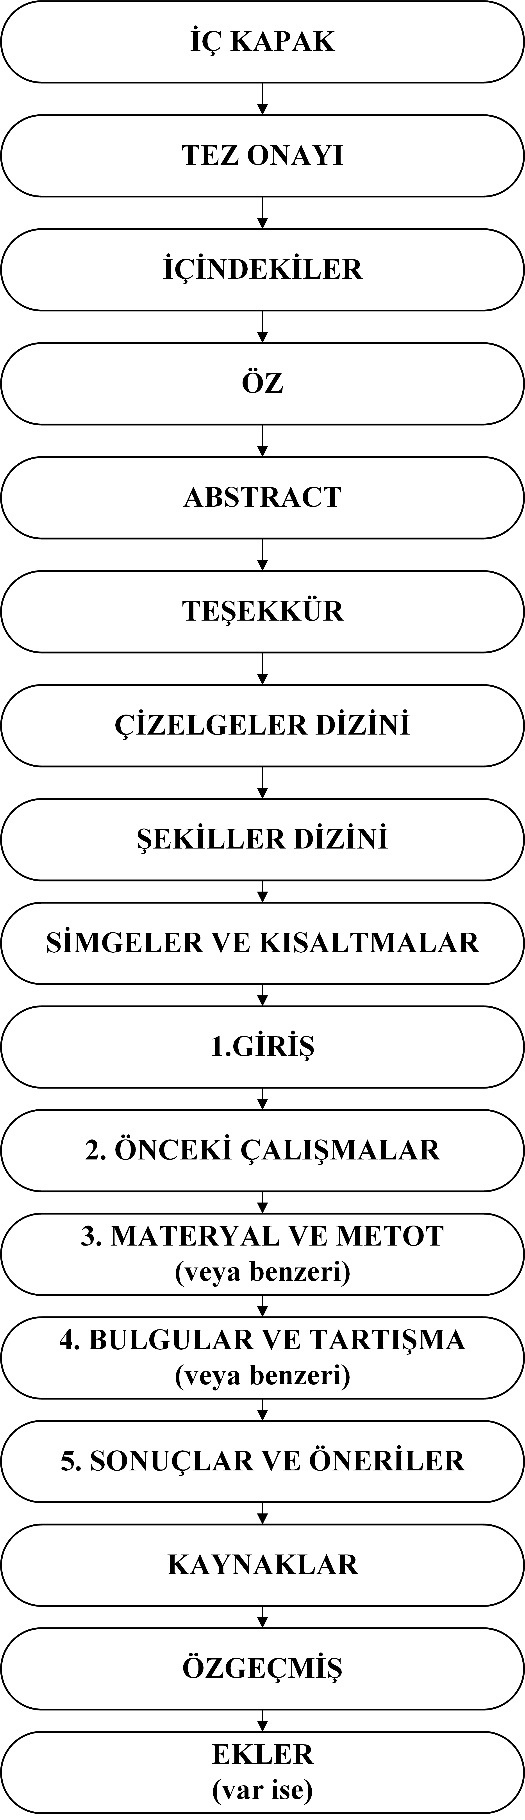 İÇ KAPAK
TEZ ONAYI
İÇİNDEKİLER
ÖZ
ABSTRACT
TEŞEKKÜR
ÇİZELGELER DİZİNİ
ŞEKİLLER DİZİNİ
SİMGELER VE KISALTMALAR
1.GİRİŞ
2. ÖNCEKİ ÇALIŞMALAR
3. MATERYAL VE METOT
(veya benzeri)
4. BULGULAR VE TARTIŞMA
(veya benzeri)
5. SONUÇLAR VE ÖNERİLER
KAYNAKLAR
ÖZGEÇMİŞ
EKLER
(var ise)